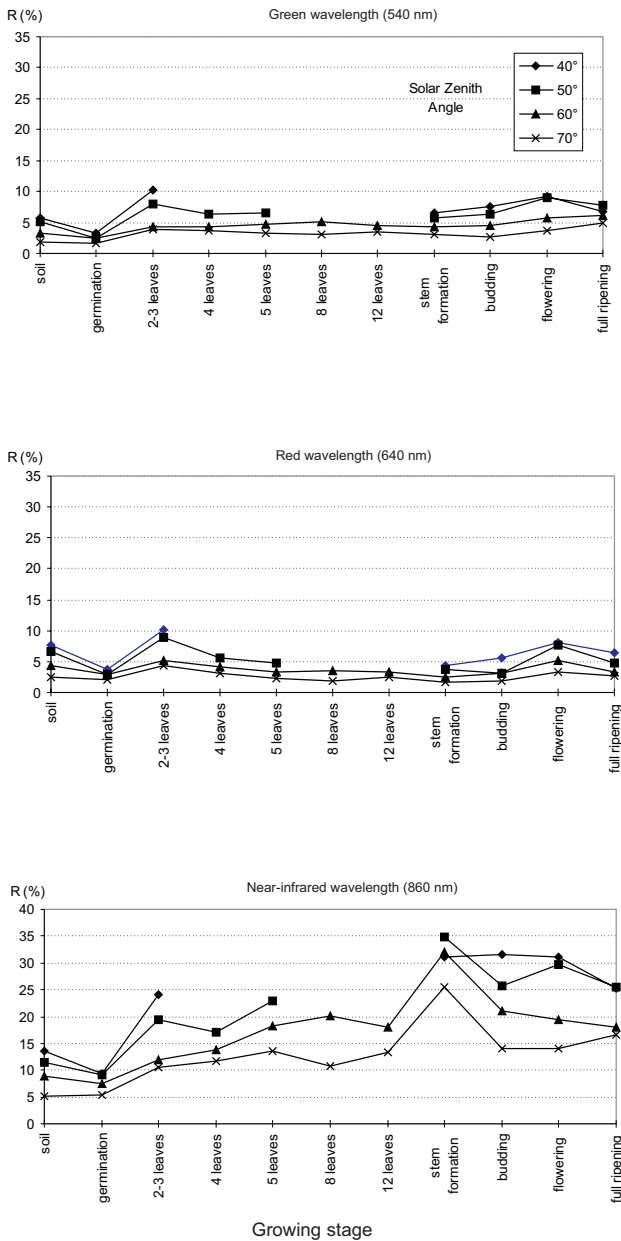 R (%)
Green wavelength (540 nm)
35
30
25
20
15
10
5
0
Solar Zenith
Angle
40°
50°
60°
70°
soil
germination
2-3 leaves
4 leaves
5 leaves
8 leaves
12 leaves
stem
formation
budding
flowering
full ripening
R (%)
Red wavelength (640 nm)
35
30
25
20
15
10
5
0
soil
germination
2-3 leaves
4 leaves
5 leaves
8 leaves
12 leaves
stem
formation
budding
flowering
full ripening
R (%)
Near-infrared wavelength (860 nm)
40
35
30
25
20
15
10
5
0
soil
germination
2-3 leaves
4 leaves
5 leaves
8 leaves
12 leaves
stem
formation
budding
flowering
full ripening
Growing stage